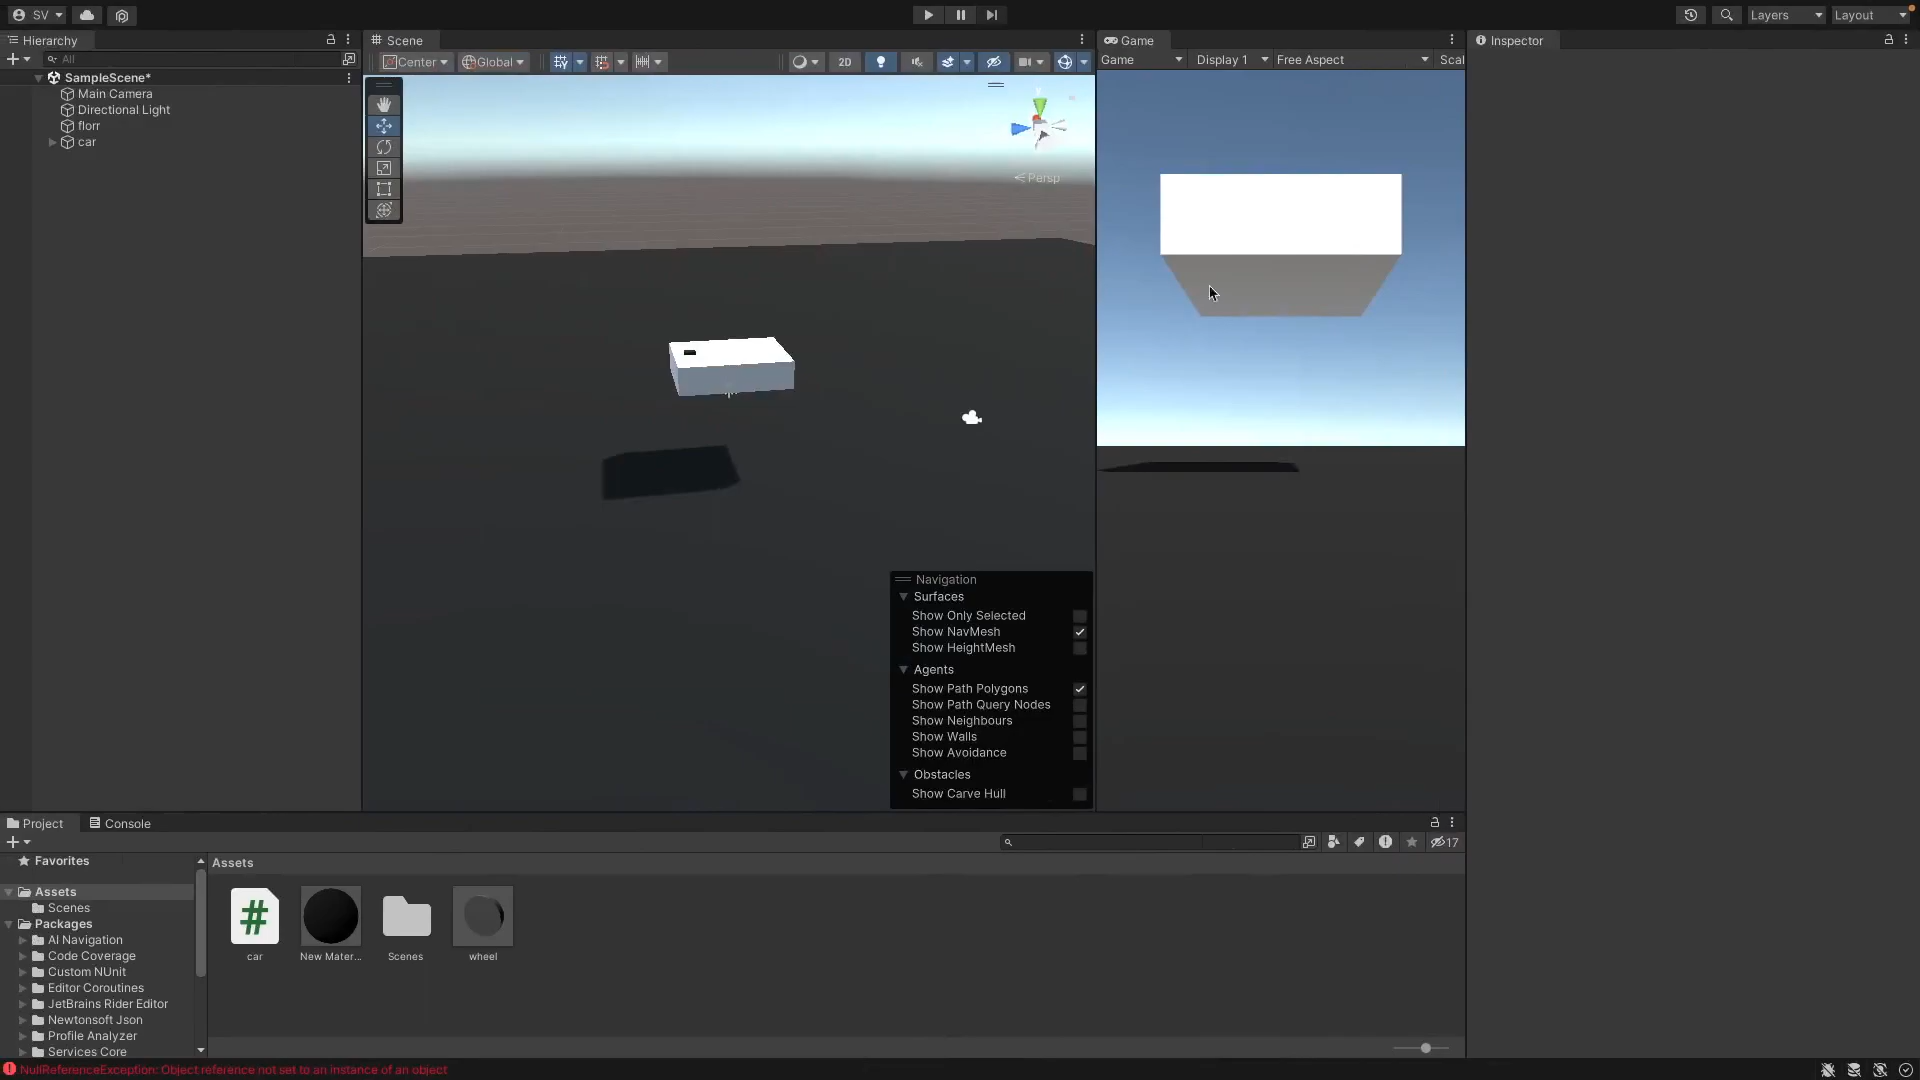 SV
Layers
Layout
Hierarchy
All
SampleScene*
Main Camera
Directional Light
florr
car
Scene
Center
Global
2D
Persp
Navigation
Surfaces
Show Only Selected
Show NavMesh
Show HeightMesh
Agents
Show Path Polygons
Show Path Query Nodes
Show Neighbours
Show Walls
Show Avoidance
Obstacles
Show Carve Hull
Game
Game
Display 1
Free Aspect
Scal
Inspector
Project
Console
17
Favorites
Assets
Scenes
Packages
AI Navigation
Code Coverage
Custom NUnit
Editor Coroutines
JetBrains Rider Editor
Newtonsoft Json
Profile Analyzer
Services Core
Assets
#
car
New Mater...
Scenes
wheel
NullReferenceException: Object reference not set to an instance of an object